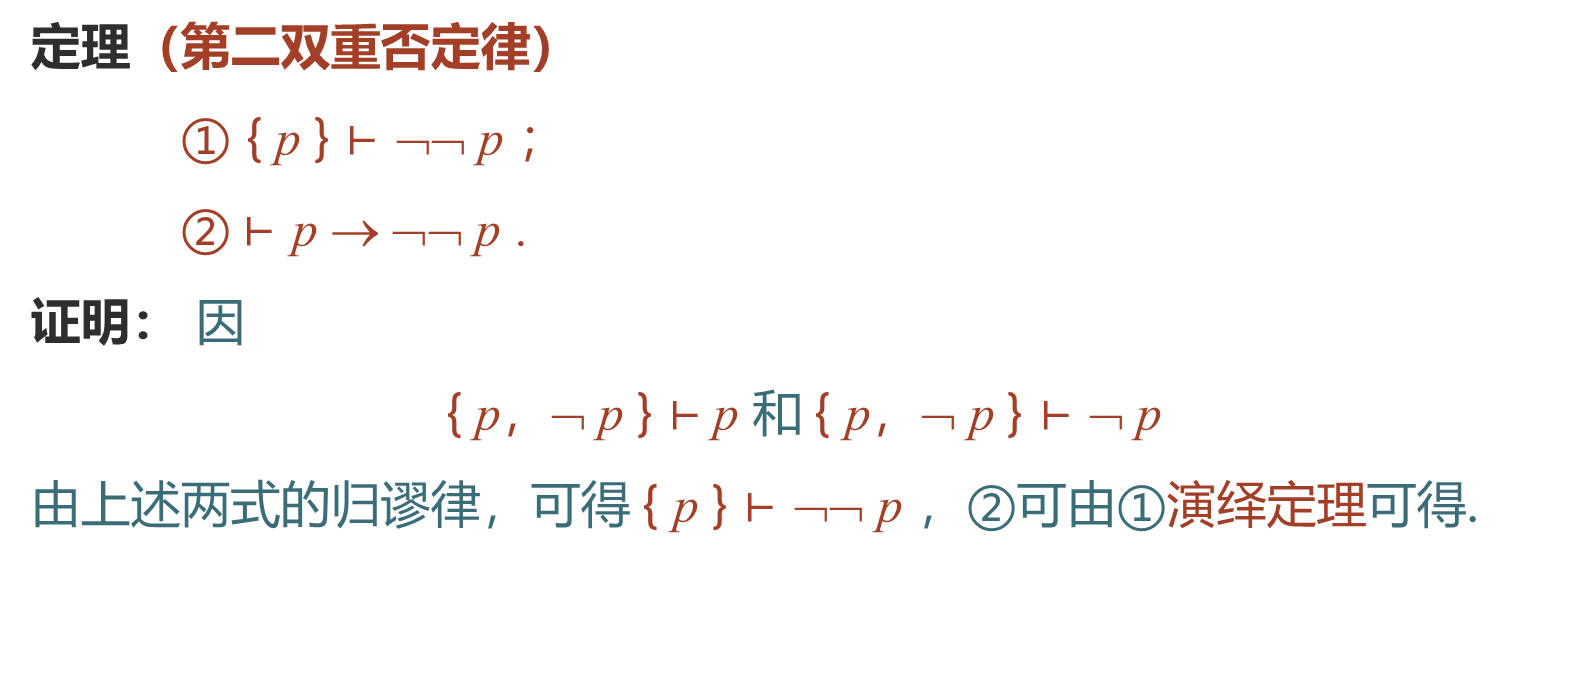 定理（第二双重否定律）
① { p } ⊢ ¬¬ p ；
② ⊢ p → ¬¬ p .
证明： 因
{ p ,  ¬ p } ⊢ p 和 { p ,  ¬ p } ⊢ ¬ p
由上述两式的归谬律，可得 { p } ⊢ ¬¬ p ，②可由①演绎定理可得.